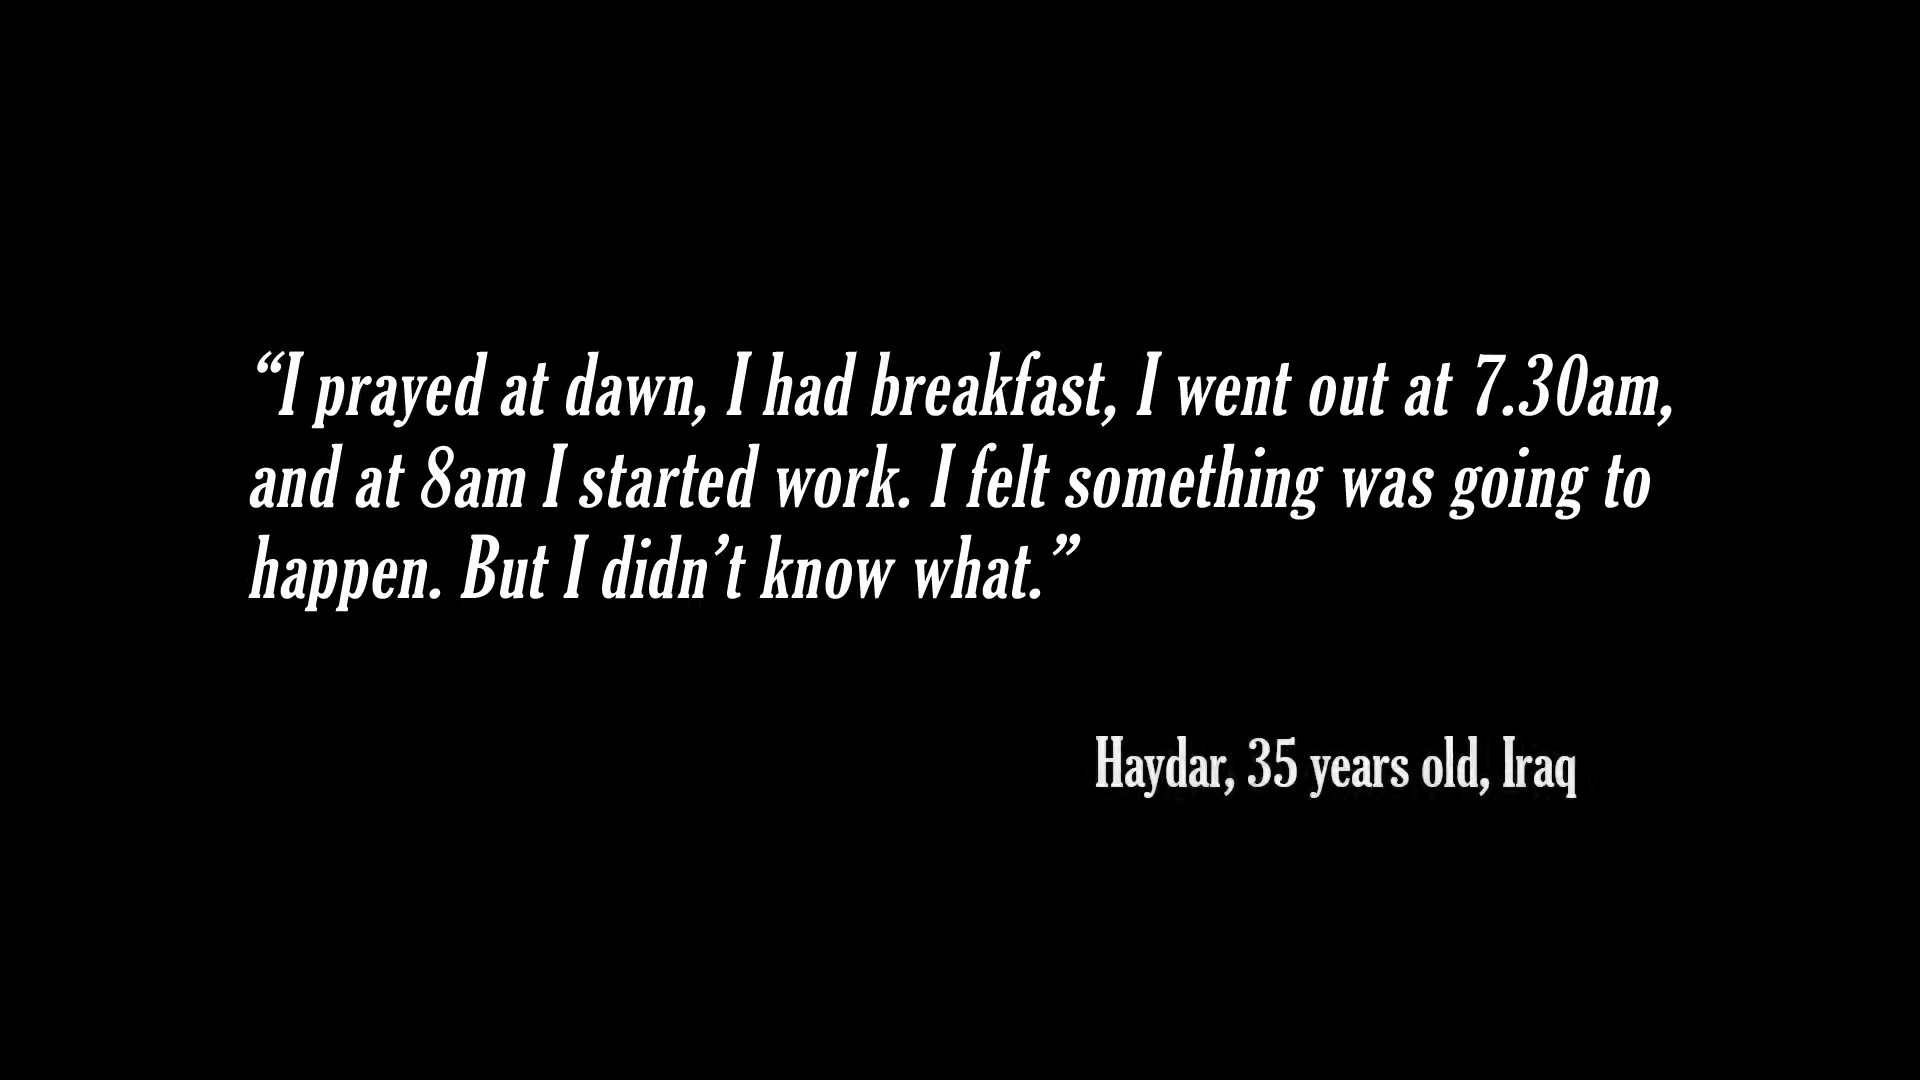 “I prayed at dawn, I had breakfast, I went out at 7.30am,
and at 8am I started work. I felt something was going to
happen. But I didn’t know what.”
Haydar, 35 years old, Iraq